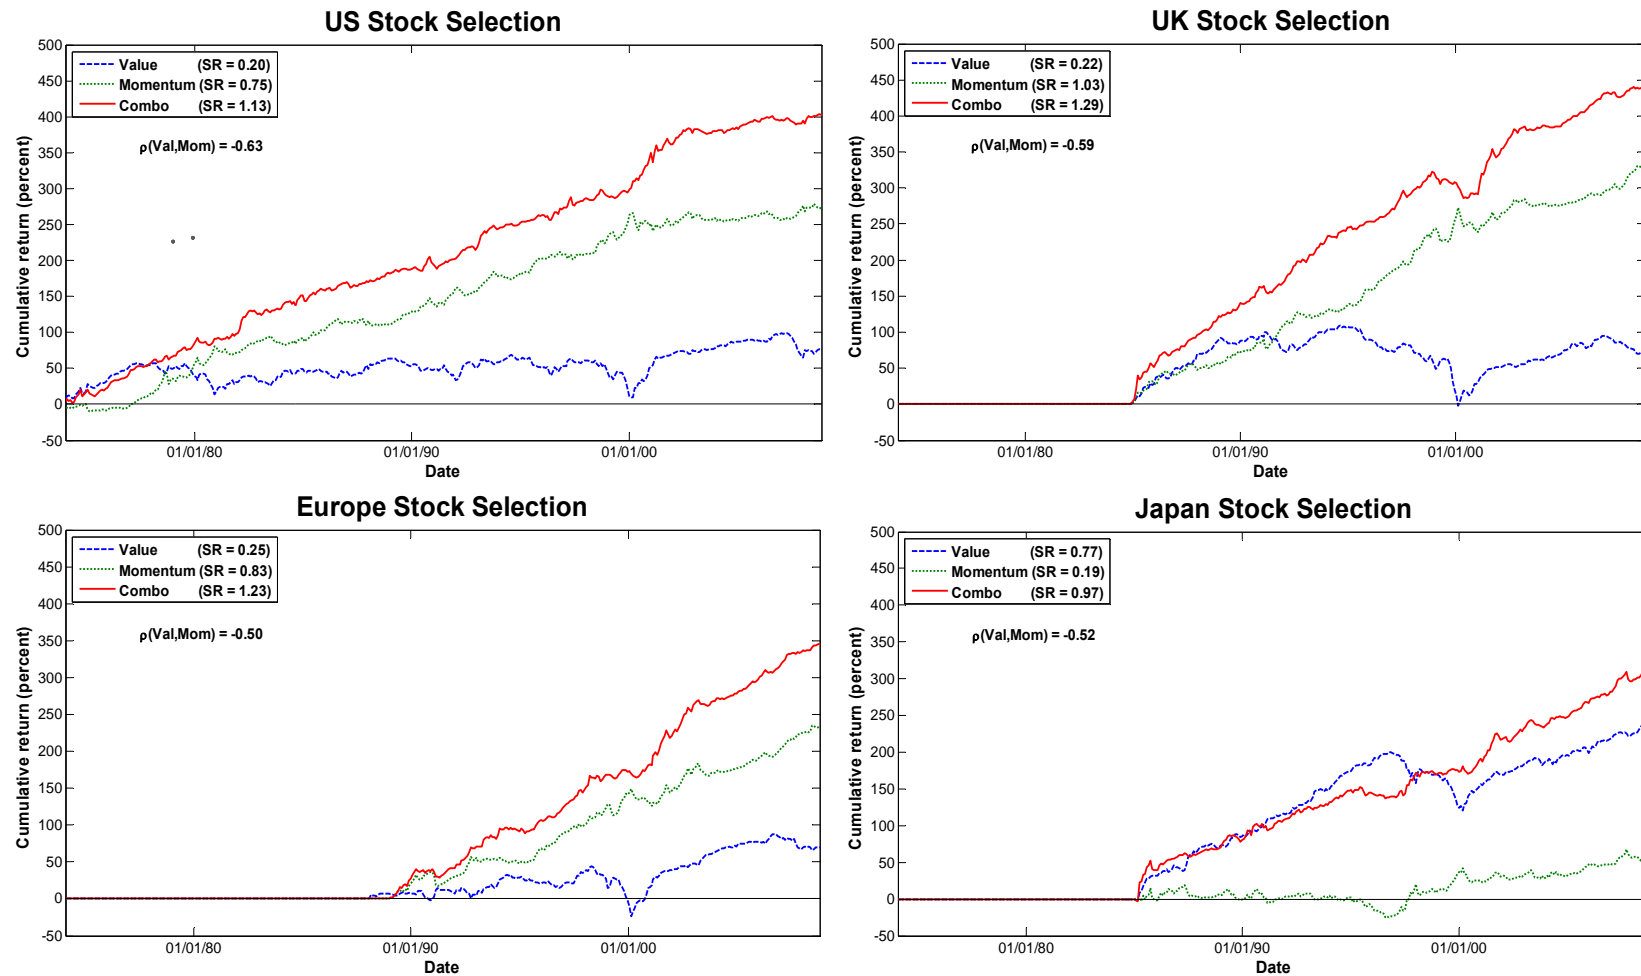 US Stock Selection
500
450
400
350
300
250
200
150
100
50
0
-50
Cumulative return (percent)
Value (SR = 0.20)
Momentum (SR = 0.75)
Combo (SR = 1.13)
ρ(Val,Mom) = -0.63
01/01/80
01/01/90
01/01/00
Date
UK Stock Selection
500
450
400
350
300
250
200
150
100
50
0
-50
Cumulative return (percent)
Value (SR = 0.22)
Momentum (SR = 1.03)
Combo (SR = 1.29)
ρ(Val,Mom) = -0.59
01/01/80
01/01/90
01/01/00
Date
Europe Stock Selection
500
450
400
350
300
250
200
150
100
50
0
-50
Cumulative return (percent)
Value (SR = 0.25)
Momentum (SR = 0.83)
Combo (SR = 1.23)
ρ(Val,Mom) = -0.50
01/01/80
01/01/90
01/01/00
Date
Japan Stock Selection
500
450
400
350
300
250
200
150
100
50
0
-50
Cumulative return (percent)
Value (SR = 0.77)
Momentum (SR = 0.19)
Combo (SR = 0.97)
ρ(Val,Mom) = -0.52
01/01/80
01/01/90
01/01/00
Date